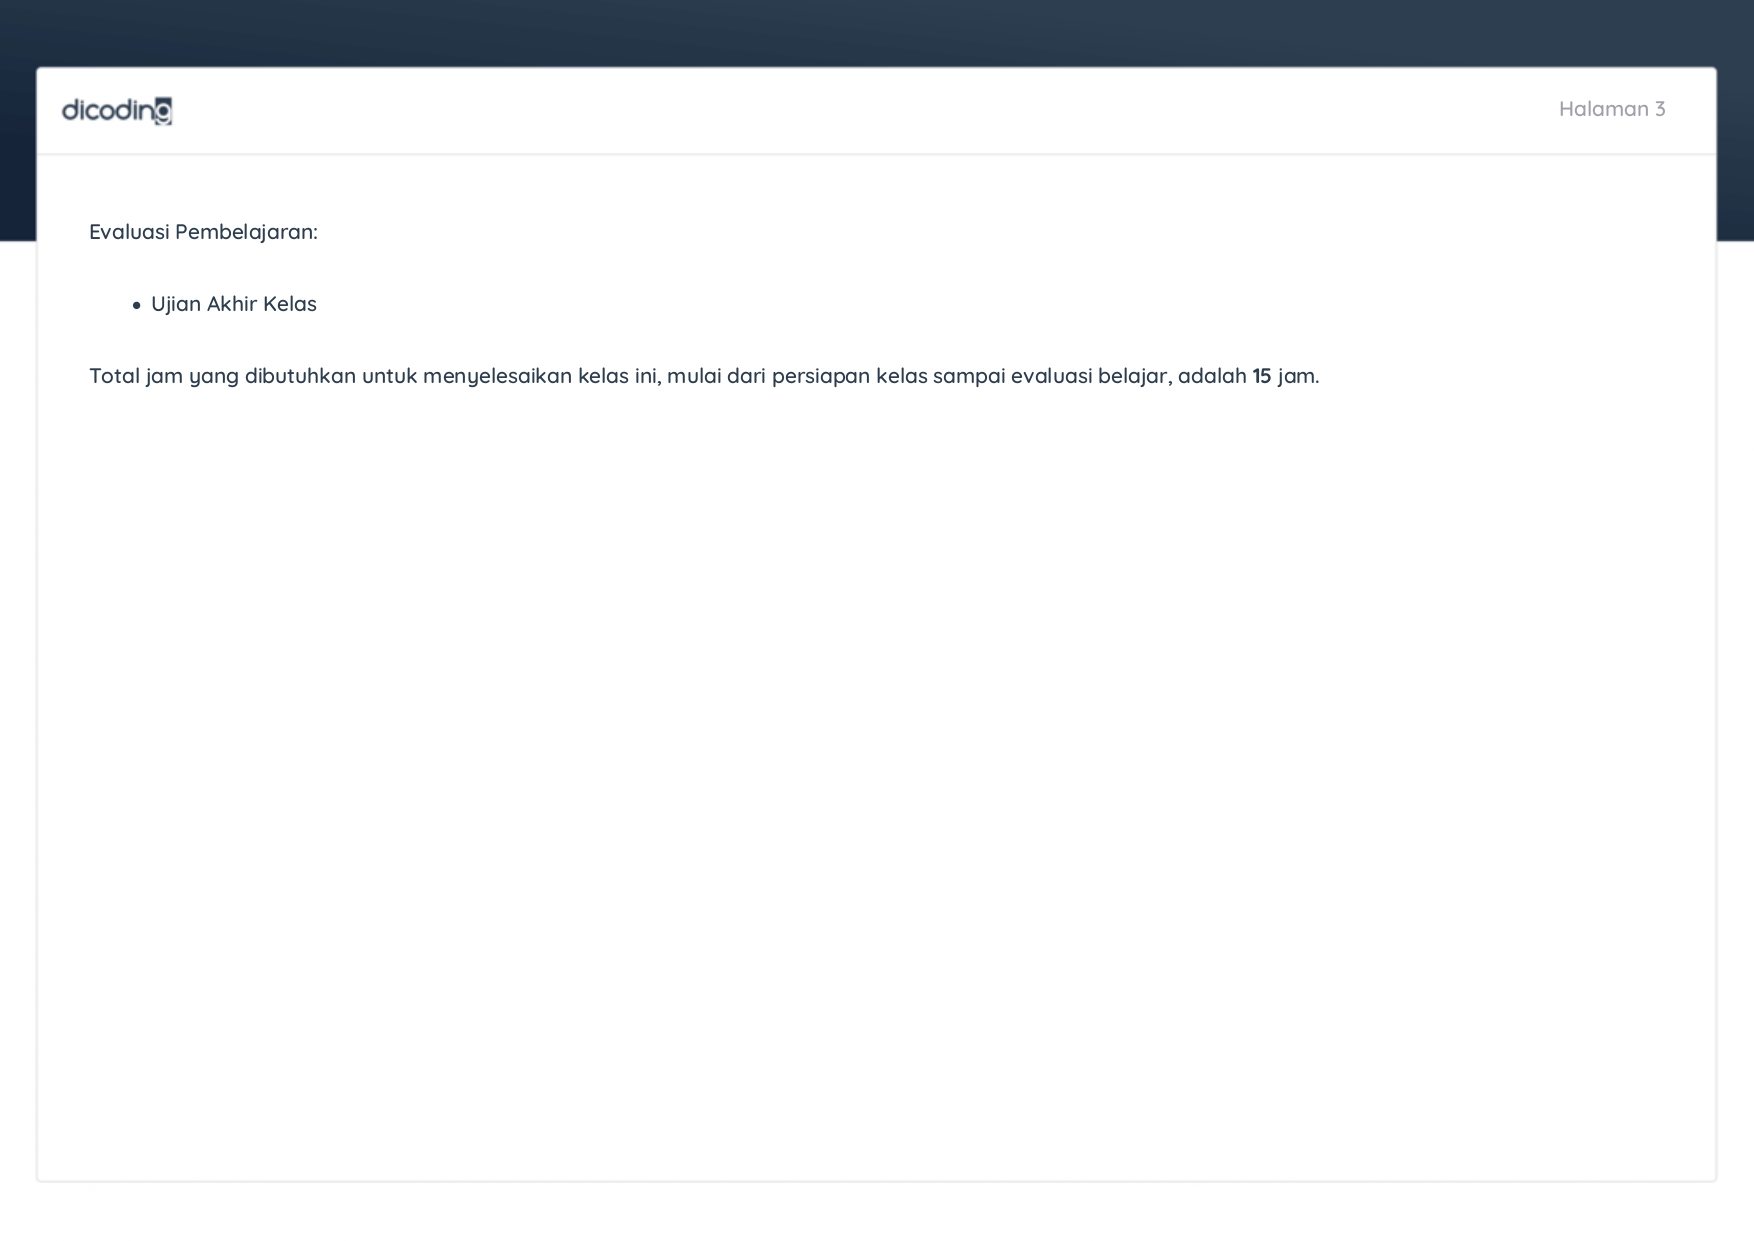 dicoding
Halaman 3
Evaluasi Pembelajaran:
• Ujian Akhir Kelas
Total jam yang dibutuhkan untuk menyelesaikan kelas ini, mulai dari persiapan kelas sampai evaluasi belajar, adalah 15 jam.